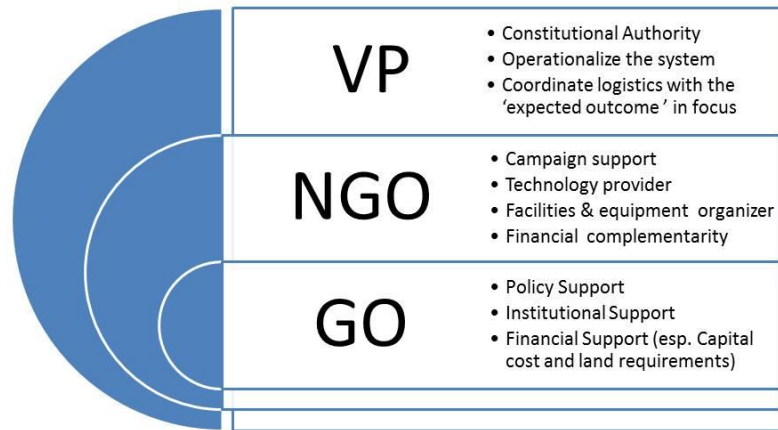 VP
• Constitutional Authority
• Operationalize the system
• Coordinate logistics with the
‘expected outcome ’ in focus
NGO
• Campaign support
• Technology provider
• Facilities & equipment organizer
• Financial complementarity
GO
• Policy Support
• Institutional Support
• Financial Support (esp. Capital
cost and land requirements)